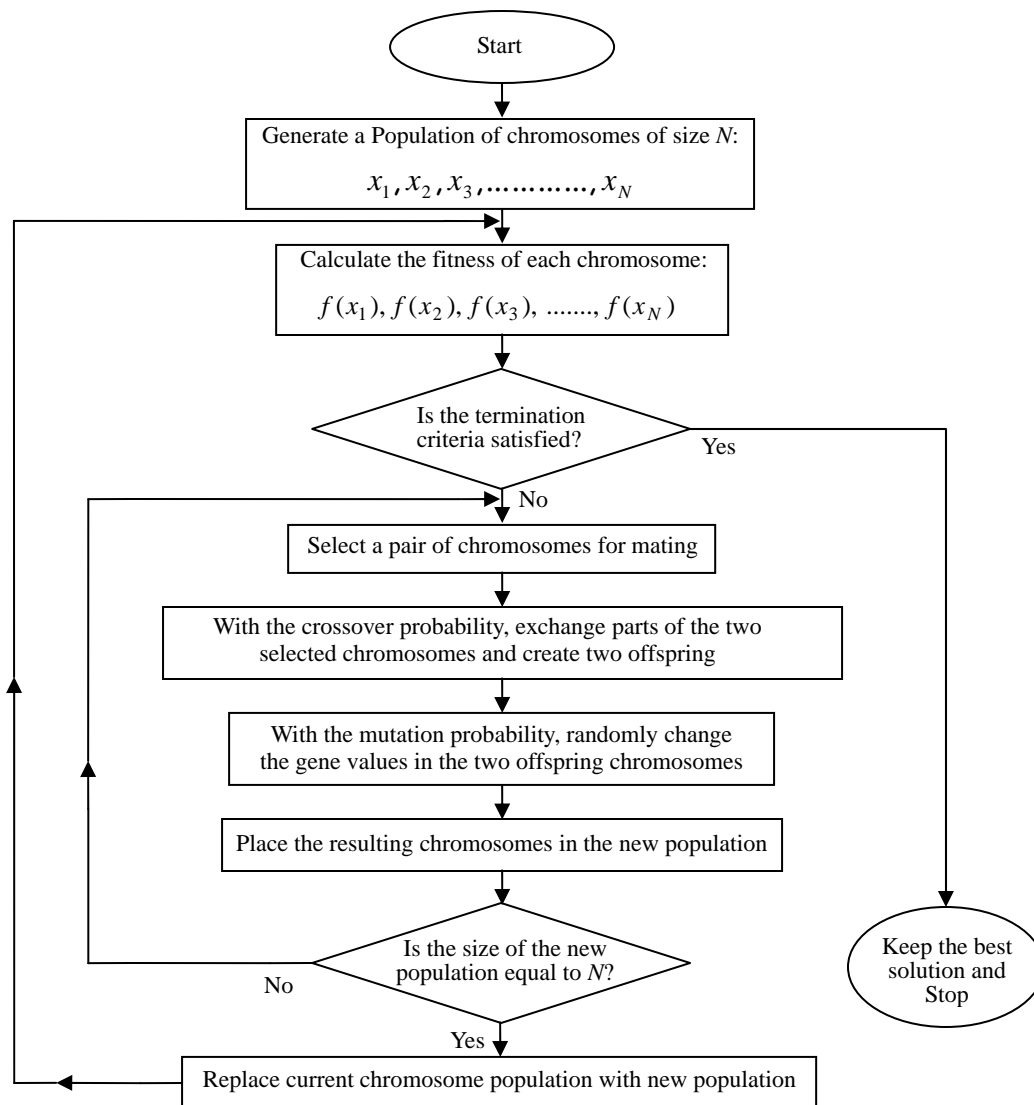 Start
Generate a Population of chromosomes of size N:
x₁, x₂, x₃, …………, x_N
Calculate the fitness of each chromosome:
f(x₁), f(x₂), f(x₃), ......., f(x_N)
Is the termination
criteria satisfied?
Yes
No
Select a pair of chromosomes for mating
With the crossover probability, exchange parts of the two
selected chromosomes and create two offspring
With the mutation probability, randomly change
the gene values in the two offspring chromosomes
Place the resulting chromosomes in the new population
Is the size of the new
population equal to N?
No
Keep the best
solution and
Stop
Yes
Replace current chromosome population with new population